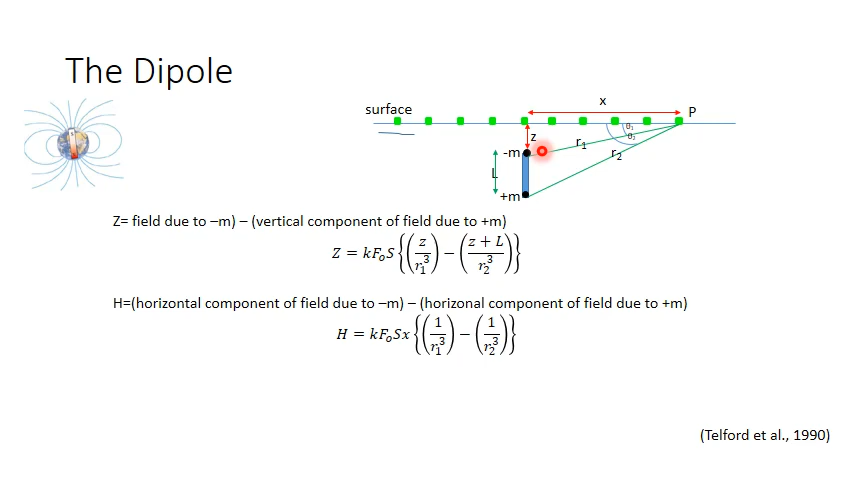 The Dipole
surface
x
P
z
θ₁
θ₂
r₁
r₂
-m
L
+m
Z= field due to –m) – (vertical component of field due to +m)
𝑍 = 𝑘𝐹ₒ𝑆{(𝑧/𝑟₁³) − ((𝑧 + 𝐿)/𝑟₂³)}
H=(horizontal component of field due to –m) – (horizonal component of field due to +m)
𝐻 = 𝑘𝐹ₒ𝑆𝑥{(1/𝑟₁³) − (1/𝑟₂³)}
(Telford et al., 1990)